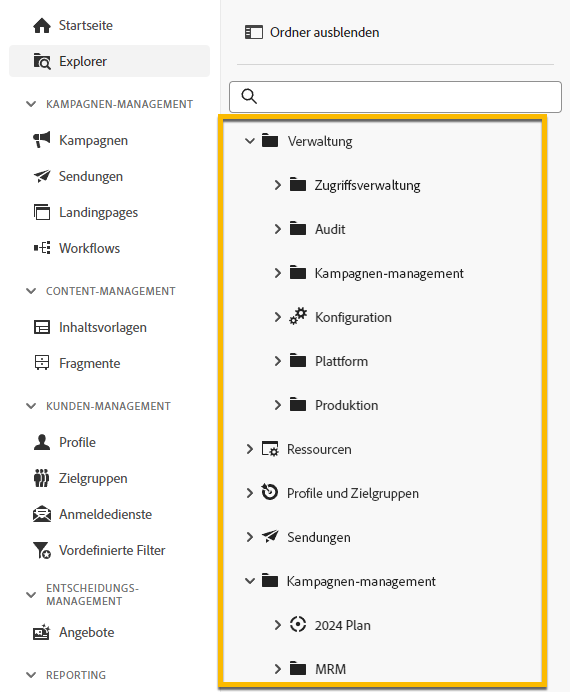 Startseite
Explorer
KAMPAGNEN-MANAGEMENT
Kampagnen
Sendungen
Landingpages
Workflows
CONTENT-MANAGEMENT
Inhaltsvorlagen
Fragmente
KUNDEN-MANAGEMENT
Profile
Zielgruppen
Anmeldedienste
Vordefinierte Filter
ENTSCHEIDUNGS-
MANAGEMENT
Angebote
REPORTING
Ordner ausblenden
Verwaltung
Zugriffsverwaltung
Audit
Kampagnen-management
Konfiguration
Plattform
Produktion
Ressourcen
Profile und Zielgruppen
Sendungen
Kampagnen-management
2024 Plan
MRM